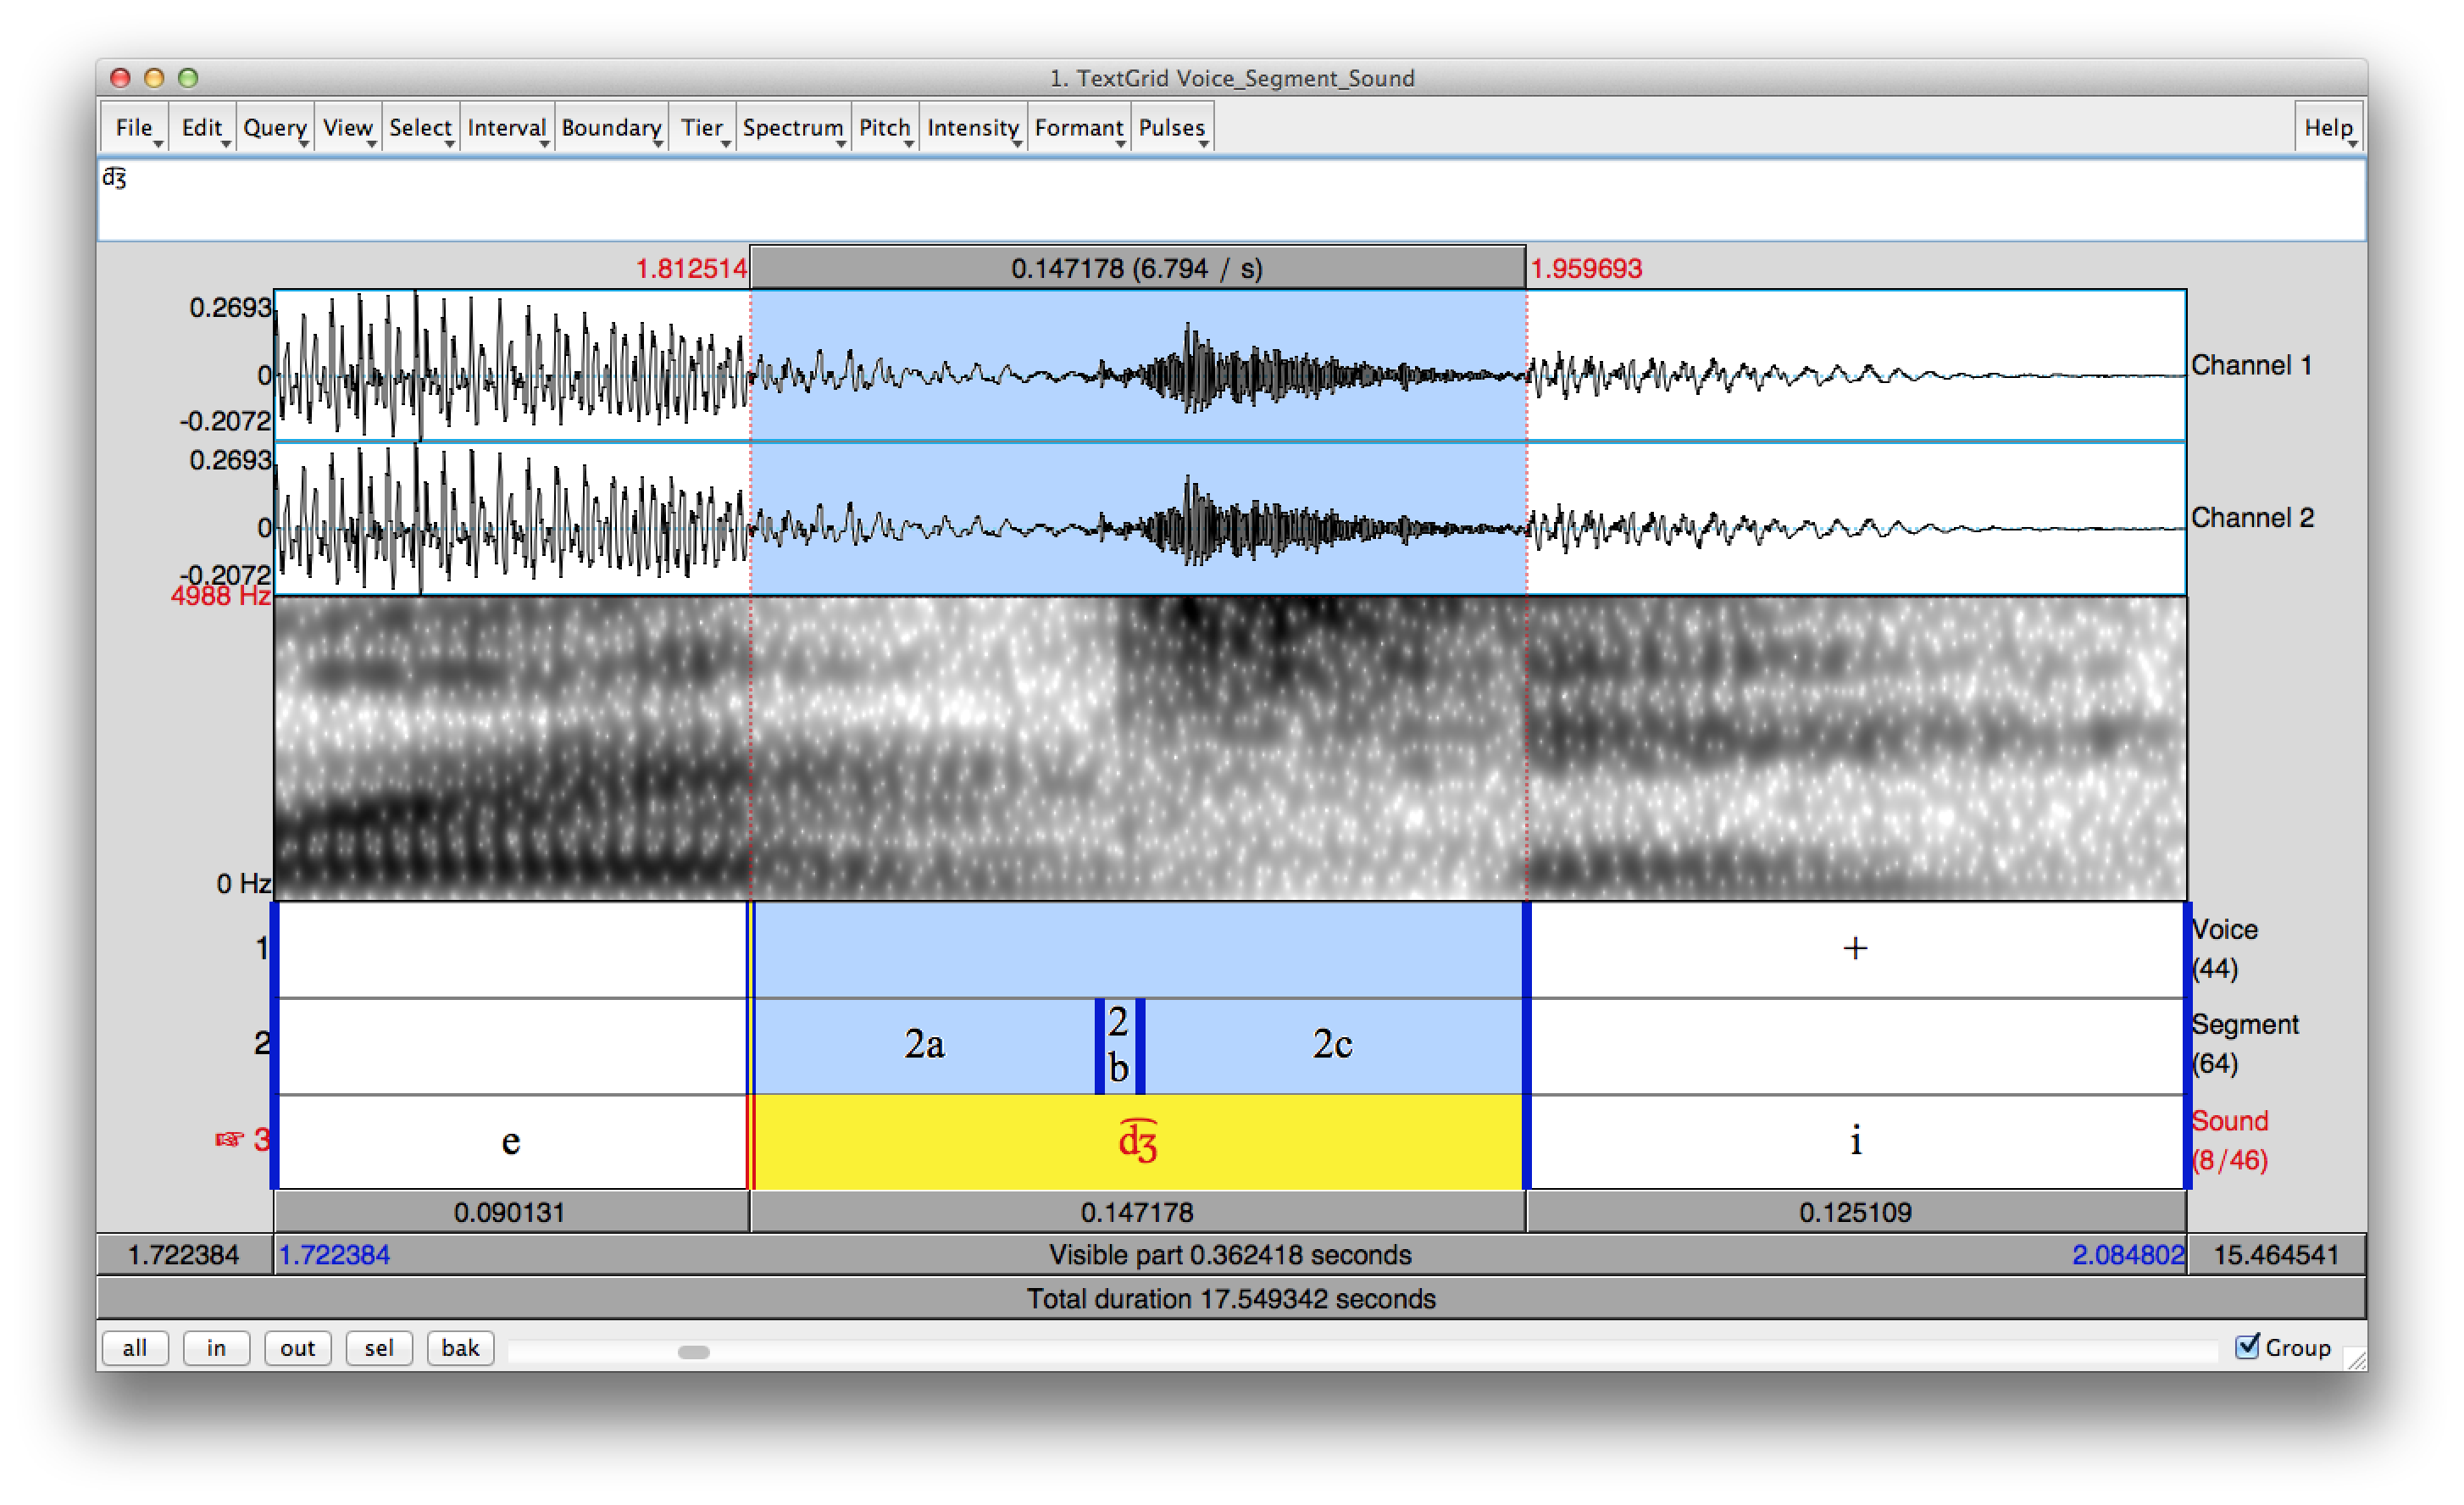 1. TextGrid Voice_Segment_Sound
File Edit Query View Select Interval Boundary Tier Spectrum Pitch Intensity Formant Pulses Help
d͡ʒ
1.812514 0.147178 (6.794 / s) 1.959693
0.2693
0 Channel 1
-0.2072
0.2693
0 Channel 2
-0.2072
4988 Hz
0 Hz
1 + Voice
(44)
2 2a 2b 2c Segment
(64)
☞ 3 e d͡ʒ i Sound
(8/46)
0.090131 0.147178 0.125109
1.722384 1.722384 Visible part 0.362418 seconds 2.084802 15.464541
Total duration 17.549342 seconds
all in out sel bak Group